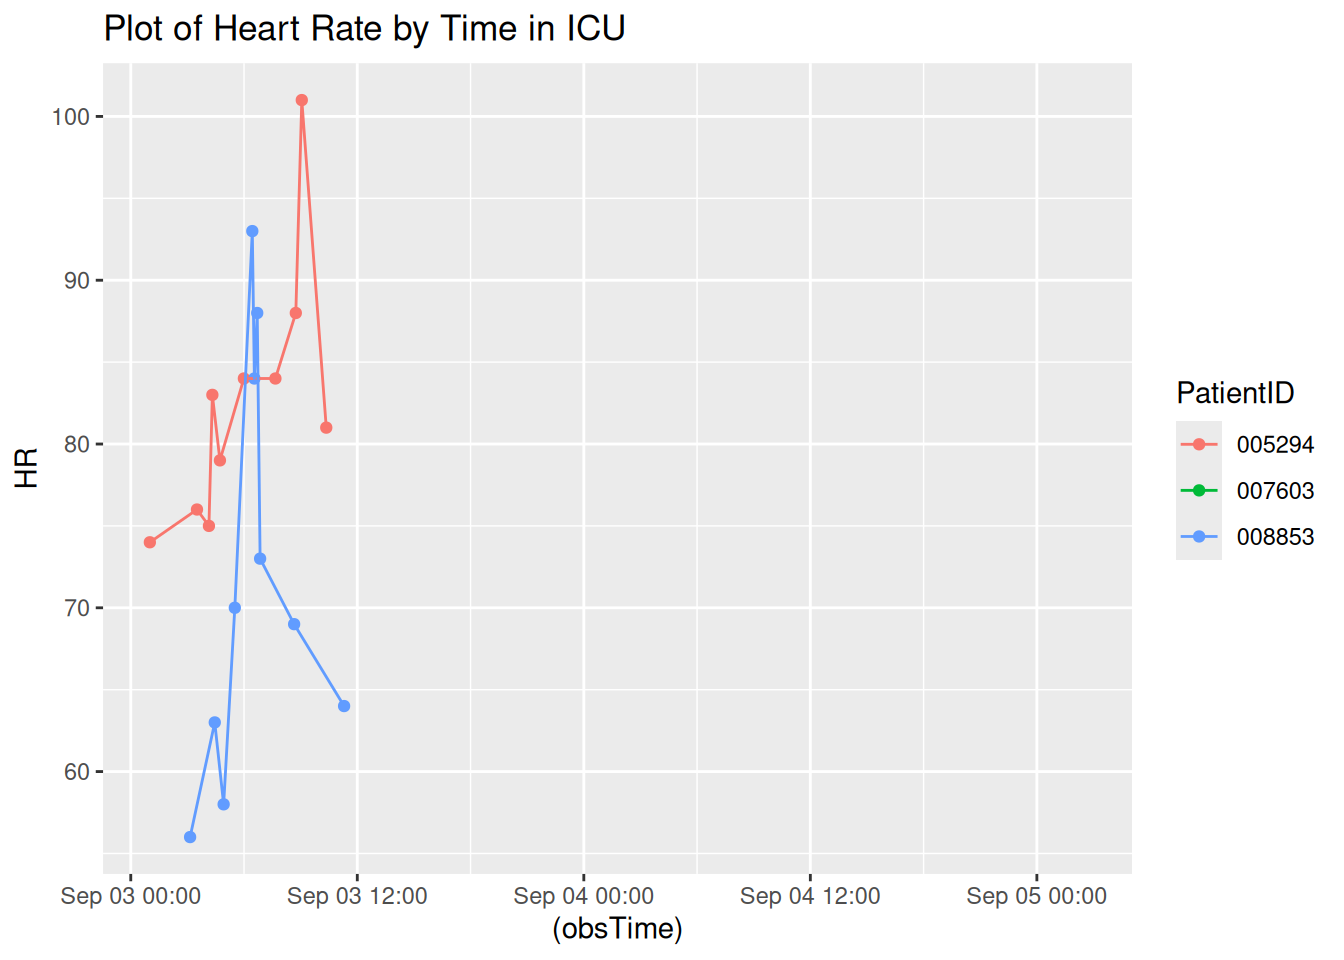 Plot of Heart Rate by Time in ICU
100
90
80
70
60
HR
Sep 03 00:00 Sep 03 12:00 Sep 04 00:00 Sep 04 12:00 Sep 05 00:00
(obsTime)
PatientID
005294
007603
008853